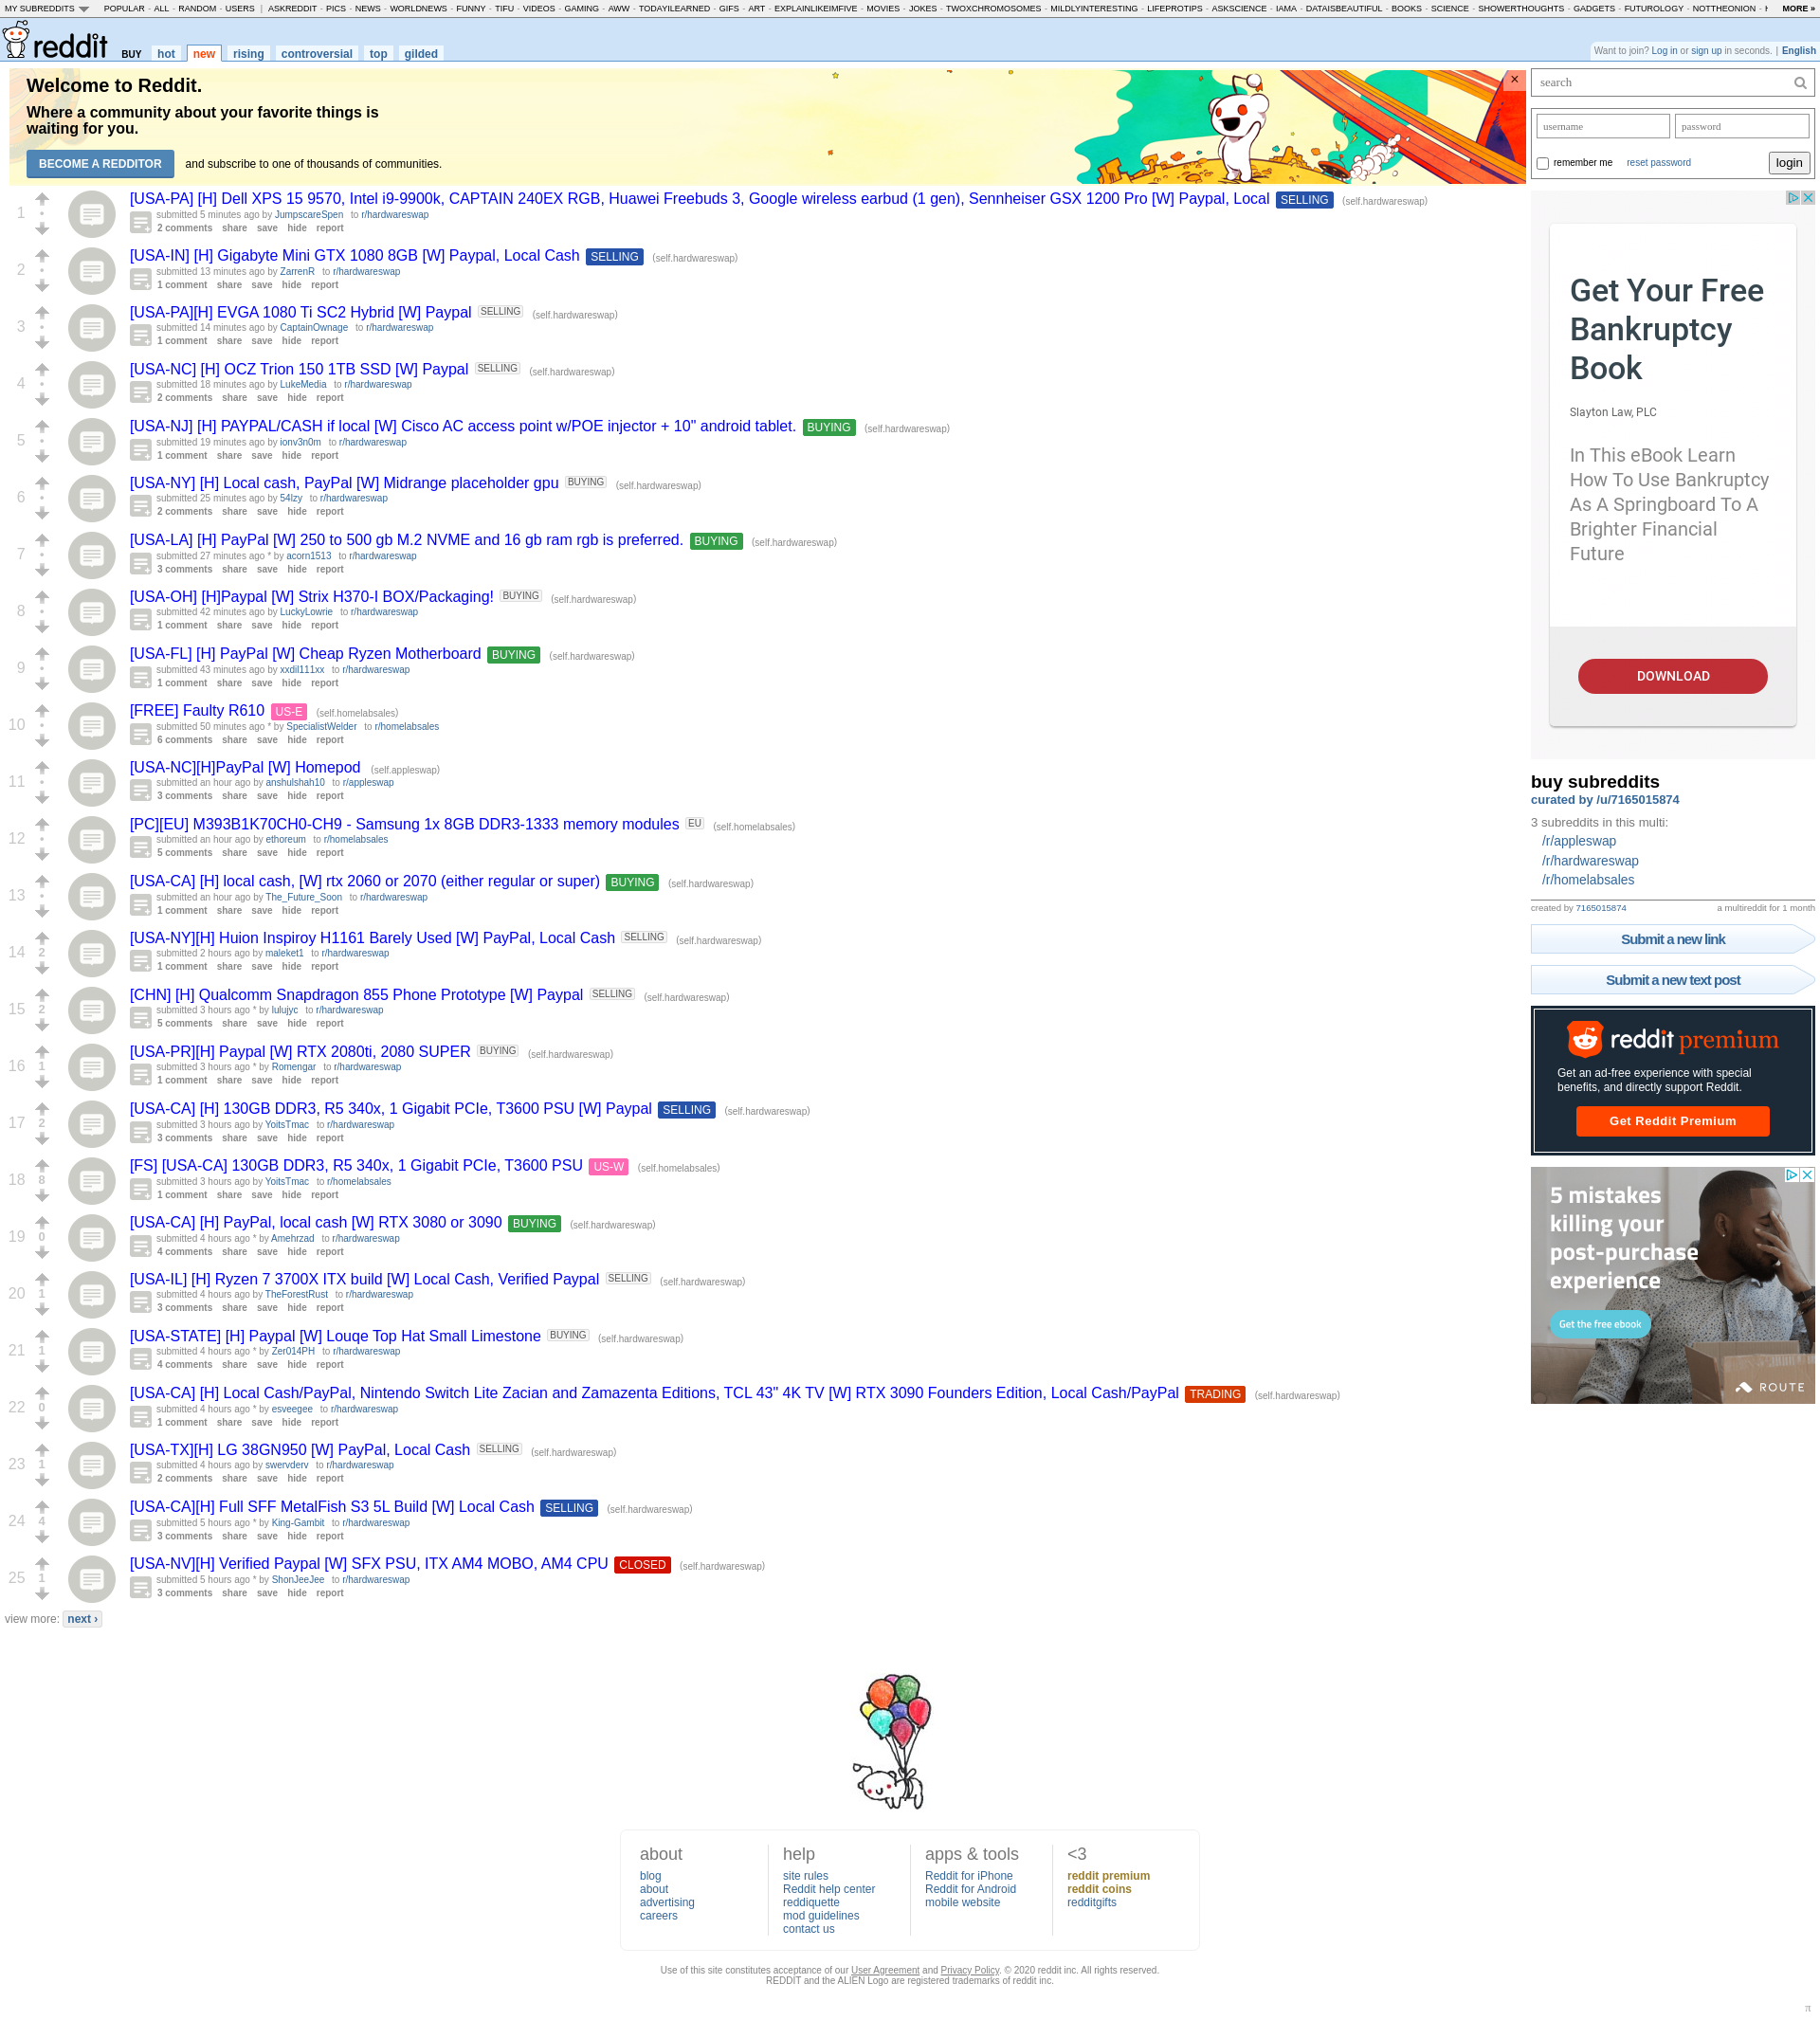 MY SUBREDDITS POPULAR - ALL - RANDOM - USERS | ASKREDDIT - PICS - NEWS - WORLDNEWS - FUNNY - TIFU - VIDEOS - GAMING - AWW - TODAYILEARNED - GIFS - ART - EXPLAINLIKEIMFIVE - MOVIES - JOKES - TWOXCHROMOSOMES - MILDLYINTERESTING - LIFEPROTIPS - ASKSCIENCE - IAMA - DATAISBEAUTIFUL - BOOKS - SCIENCE - SHOWERTHOUGHTS - GADGETS - FUTUROLOGY - NOTTHEONION - MORE »
reddit BUY hot new rising controversial top gilded
Want to join? Log in or sign up in seconds. | English
Welcome to Reddit.
Where a community about your favorite things is
waiting for you.
BECOME A REDDITOR and subscribe to one of thousands of communities.
1
[USA-PA] [H] Dell XPS 15 9570, Intel i9-9900k, CAPTAIN 240EX RGB, Huawei Freebuds 3, Google wireless earbud (1 gen), Sennheiser GSX 1200 Pro [W] Paypal, Local SELLING (self.hardwareswap)
submitted 5 minutes ago by JumpscareSpen to r/hardwareswap
2 comments share save hide report
2
[USA-IN] [H] Gigabyte Mini GTX 1080 8GB [W] Paypal, Local Cash SELLING (self.hardwareswap)
submitted 13 minutes ago by ZarrenR to r/hardwareswap
1 comment share save hide report
3
[USA-PA][H] EVGA 1080 Ti SC2 Hybrid [W] Paypal SELLING (self.hardwareswap)
submitted 14 minutes ago by CaptainOwnage to r/hardwareswap
1 comment share save hide report
4
[USA-NC] [H] OCZ Trion 150 1TB SSD [W] Paypal SELLING (self.hardwareswap)
submitted 18 minutes ago by LukeMedia to r/hardwareswap
2 comments share save hide report
5
[USA-NJ] [H] PAYPAL/CASH if local [W] Cisco AC access point w/POE injector + 10" android tablet. BUYING (self.hardwareswap)
submitted 19 minutes ago by ionv3n0m to r/hardwareswap
1 comment share save hide report
6
[USA-NY] [H] Local cash, PayPal [W] Midrange placeholder gpu BUYING (self.hardwareswap)
submitted 25 minutes ago by 54lzy to r/hardwareswap
2 comments share save hide report
7
[USA-LA] [H] PayPal [W] 250 to 500 gb M.2 NVME and 16 gb ram rgb is preferred. BUYING (self.hardwareswap)
submitted 27 minutes ago * by acorn1513 to r/hardwareswap
3 comments share save hide report
8
[USA-OH] [H]Paypal [W] Strix H370-I BOX/Packaging! BUYING (self.hardwareswap)
submitted 42 minutes ago by LuckyLowrie to r/hardwareswap
1 comment share save hide report
9
[USA-FL] [H] PayPal [W] Cheap Ryzen Motherboard BUYING (self.hardwareswap)
submitted 43 minutes ago by xxdil111xx to r/hardwareswap
1 comment share save hide report
10
[FREE] Faulty R610 US-E (self.homelabsales)
submitted 50 minutes ago * by SpecialistWelder to r/homelabsales
6 comments share save hide report
11
[USA-NC][H]PayPal [W] Homepod (self.appleswap)
submitted an hour ago by anshulshah10 to r/appleswap
3 comments share save hide report
12
[PC][EU] M393B1K70CH0-CH9 - Samsung 1x 8GB DDR3-1333 memory modules EU (self.homelabsales)
submitted an hour ago by ethoreum to r/homelabsales
5 comments share save hide report
13
[USA-CA] [H] local cash, [W] rtx 2060 or 2070 (either regular or super) BUYING (self.hardwareswap)
submitted an hour ago by The_Future_Soon to r/hardwareswap
1 comment share save hide report
14 2
[USA-NY][H] Huion Inspiroy H1161 Barely Used [W] PayPal, Local Cash SELLING (self.hardwareswap)
submitted 2 hours ago by maleket1 to r/hardwareswap
1 comment share save hide report
15 2
[CHN] [H] Qualcomm Snapdragon 855 Phone Prototype [W] Paypal SELLING (self.hardwareswap)
submitted 3 hours ago * by lulujyc to r/hardwareswap
5 comments share save hide report
16 1
[USA-PR][H] Paypal [W] RTX 2080ti, 2080 SUPER BUYING (self.hardwareswap)
submitted 3 hours ago * by Romengar to r/hardwareswap
1 comment share save hide report
17 2
[USA-CA] [H] 130GB DDR3, R5 340x, 1 Gigabit PCIe, T3600 PSU [W] Paypal SELLING (self.hardwareswap)
submitted 3 hours ago by YoitsTmac to r/hardwareswap
3 comments share save hide report
18 8
[FS] [USA-CA] 130GB DDR3, R5 340x, 1 Gigabit PCIe, T3600 PSU US-W (self.homelabsales)
submitted 3 hours ago by YoitsTmac to r/homelabsales
1 comment share save hide report
19 0
[USA-CA] [H] PayPal, local cash [W] RTX 3080 or 3090 BUYING (self.hardwareswap)
submitted 4 hours ago * by Amehrzad to r/hardwareswap
4 comments share save hide report
20 1
[USA-IL] [H] Ryzen 7 3700X ITX build [W] Local Cash, Verified Paypal SELLING (self.hardwareswap)
submitted 4 hours ago by TheForestRust to r/hardwareswap
3 comments share save hide report
21 1
[USA-STATE] [H] Paypal [W] Louqe Top Hat Small Limestone BUYING (self.hardwareswap)
submitted 4 hours ago * by Zer014PH to r/hardwareswap
4 comments share save hide report
22 0
[USA-CA] [H] Local Cash/PayPal, Nintendo Switch Lite Zacian and Zamazenta Editions, TCL 43" 4K TV [W] RTX 3090 Founders Edition, Local Cash/PayPal TRADING (self.hardwareswap)
submitted 4 hours ago * by esveegee to r/hardwareswap
1 comment share save hide report
23 1
[USA-TX][H] LG 38GN950 [W] PayPal, Local Cash SELLING (self.hardwareswap)
submitted 4 hours ago by swervderv to r/hardwareswap
2 comments share save hide report
24 4
[USA-CA][H] Full SFF MetalFish S3 5L Build [W] Local Cash SELLING (self.hardwareswap)
submitted 5 hours ago * by King-Gambit to r/hardwareswap
3 comments share save hide report
25 1
[USA-NV][H] Verified Paypal [W] SFX PSU, ITX AM4 MOBO, AM4 CPU CLOSED (self.hardwareswap)
submitted 5 hours ago * by ShonJeeJee to r/hardwareswap
3 comments share save hide report
view more: next ›
search
username password
remember me reset password login
Get Your Free
Bankruptcy
Book
Slayton Law, PLC
In This eBook Learn
How To Use Bankruptcy
As A Springboard To A
Brighter Financial
Future
DOWNLOAD
buy subreddits
curated by /u/7165015874
3 subreddits in this multi:
/r/appleswap
/r/hardwareswap
/r/homelabsales
created by 7165015874 a multireddit for 1 month
Submit a new link
Submit a new text post
reddit premium
Get an ad-free experience with special
benefits, and directly support Reddit.
Get Reddit Premium
5 mistakes
killing your
post-purchase
experience
Get the free ebook
ROUTE
about
blog
about
advertising
careers
help
site rules
Reddit help center
reddiquette
mod guidelines
contact us
apps & tools
Reddit for iPhone
Reddit for Android
mobile website
<3
reddit premium
reddit coins
redditgifts
Use of this site constitutes acceptance of our User Agreement and Privacy Policy. © 2020 reddit inc. All rights reserved.
REDDIT and the ALIEN Logo are registered trademarks of reddit inc.
π